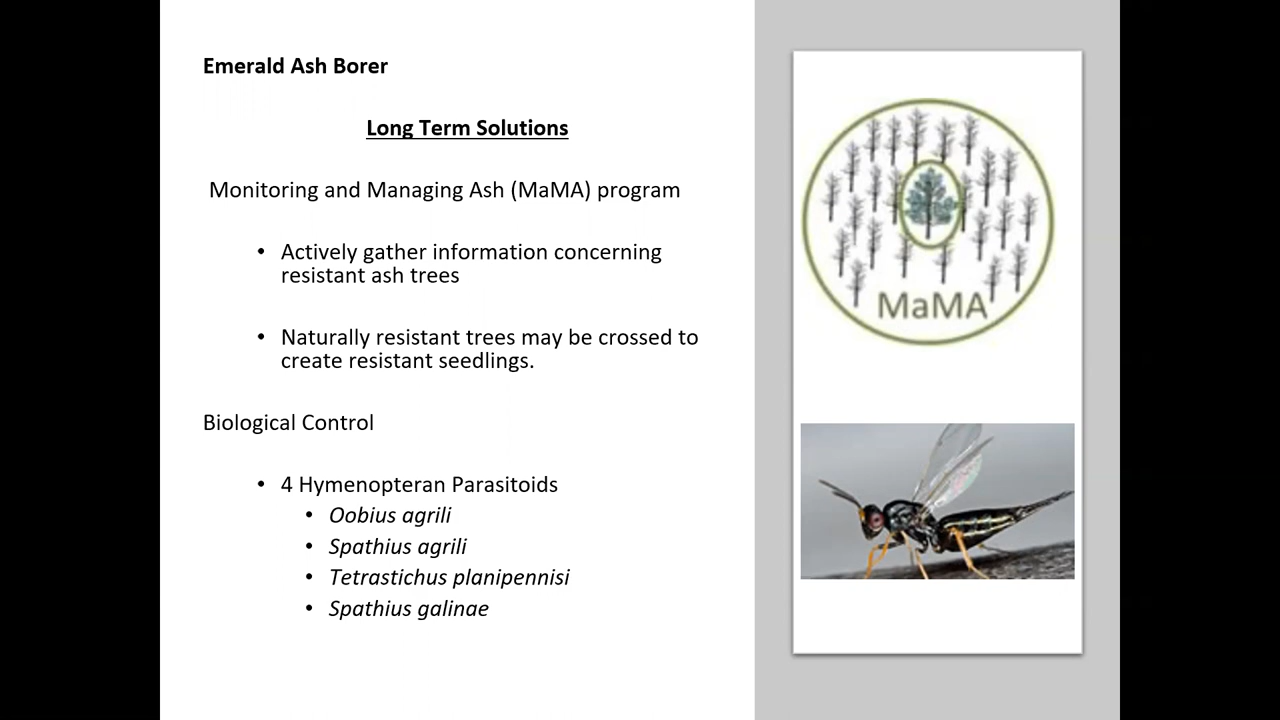 Emerald Ash Borer
Long Term Solutions
Monitoring and Managing Ash (MaMA) program
• Actively gather information concerning
resistant ash trees
• Naturally resistant trees may be crossed to
create resistant seedlings.
Biological Control
• 4 Hymenopteran Parasitoids
• Oobius agrili
• Spathius agrili
• Tetrastichus planipennisi
• Spathius galinae
MaMA